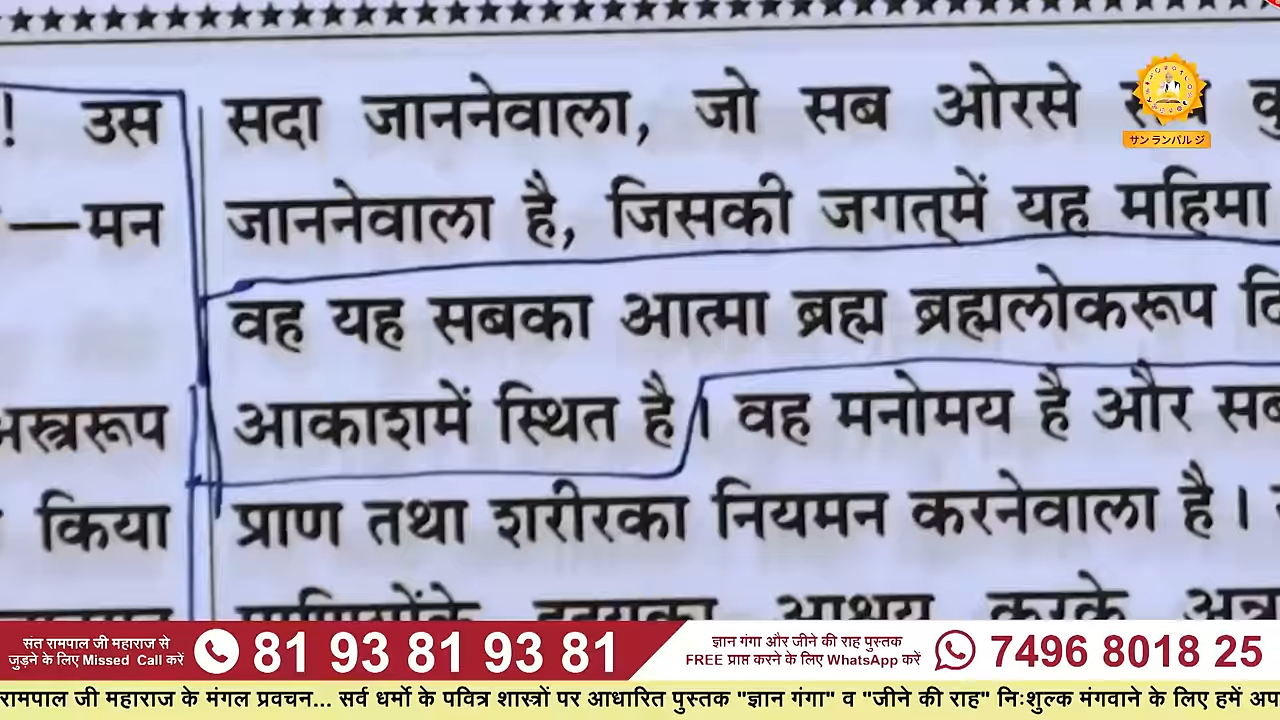 ! उस
—मन
किया
सदा जाननेवाला, जो सब ओरसे
जाननेवाला है, जिसकी जगत्‌में यह महिमा
वह यह सबका आत्मा ब्रह्म ब्रह्मलोकरूप
आकाशमें स्थित है। वह मनोमय है और
प्राण तथा शरीरका नियमन करनेवाला है।
サン ランパル ジ
संत रामपाल जी महाराज से
जुड़ने के लिए Missed Call करें
81 93 81 93 81
ज्ञान गंगा और जीने की राह पुस्तक
FREE प्राप्त करने के लिए WhatsApp करें
7496 8018 25
रामपाल जी महाराज के मंगल प्रवचन... सर्व धर्मो के पवित्र शास्त्रों पर आधारित पुस्तक "ज्ञान गंगा" व "जीने की राह" निःशुल्क मंगवाने के लिए हमें